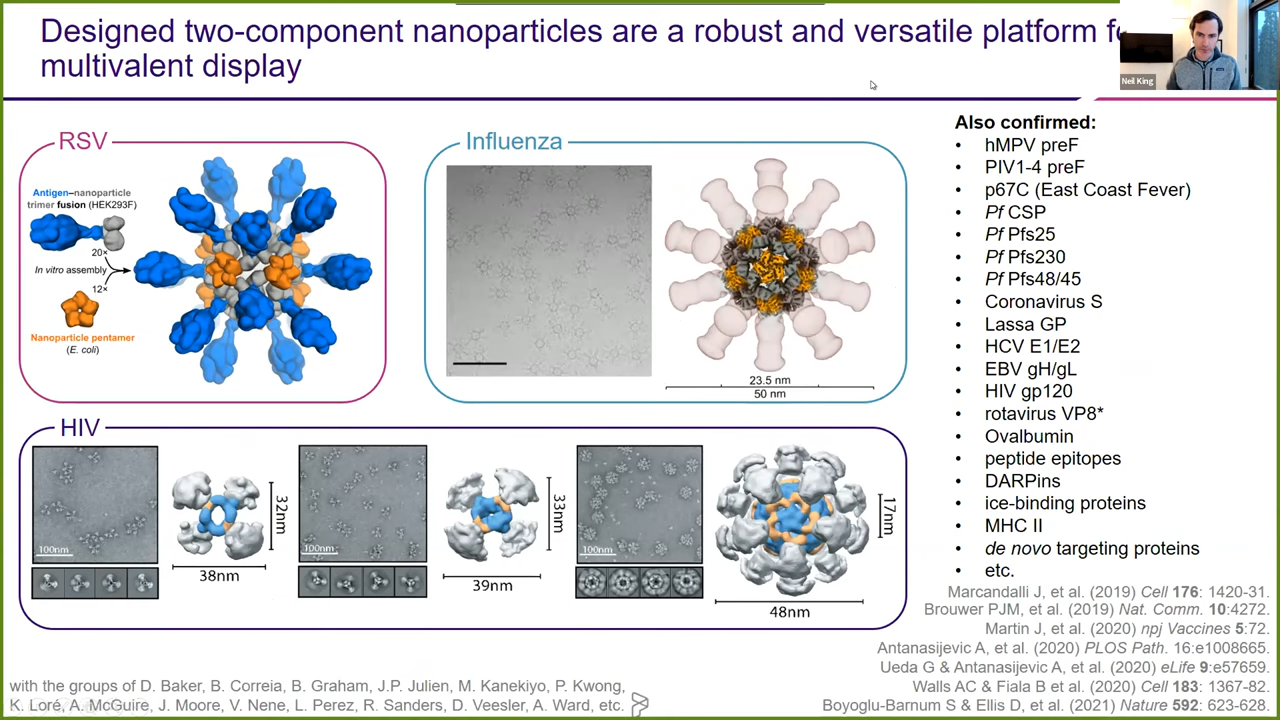 Designed two-component nanoparticles are a robust and versatile platform
multivalent display
Neil King
RSV
Antigen–nanoparticle
trimer fusion (HEK293F)
20×
In vitro assembly
12×
Nanoparticle pentamer
(E. coli)
Influenza
23.5 nm
50 nm
HIV
100nm
32nm
38nm
100nm
33nm
39nm
100nm
17nm
48nm
Also confirmed:
• hMPV preF
• PIV1-4 preF
• p67C (East Coast Fever)
• Pf CSP
• Pf Pfs25
• Pf Pfs230
• Pf Pfs48/45
• Coronavirus S
• Lassa GP
• HCV E1/E2
• EBV gH/gL
• HIV gp120
• rotavirus VP8*
• Ovalbumin
• peptide epitopes
• DARPins
• ice-binding proteins
• MHC II
• de novo targeting proteins
• etc.
Marcandalli J, et al. (2019) Cell 176: 1420-31.
Brouwer PJM, et al. (2019) Nat. Comm. 10:4272.
Martin J, et al. (2020) npj Vaccines 5:72.
Antanasijevic A, et al. (2020) PLOS Path. 16:e1008665.
Ueda G & Antanasijevic A, et al. (2020) eLife 9:e57659.
Walls AC & Fiala B et al. (2020) Cell 183: 1367-82.
Boyoglu-Barnum S & Ellis D, et al. (2021) Nature 592: 623-628.
with the groups of D. Baker, B. Correia, B. Graham, J.P. Julien, M. Kanekiyo, P. Kwong,
K. Loré, A. McGuire, J. Moore, V. Nene, L. Perez, R. Sanders, D. Veesler, A. Ward, etc.